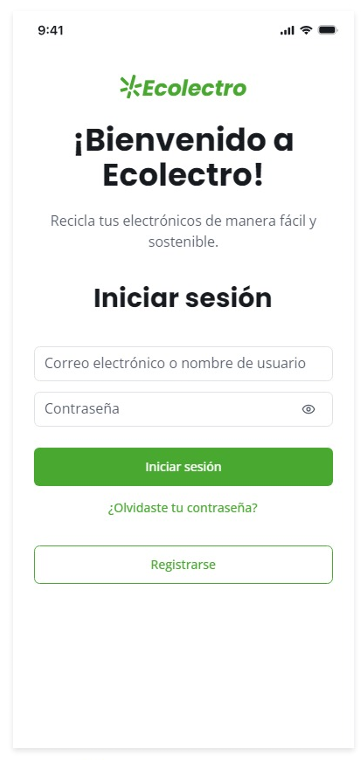 9:41
Ecolectro
¡Bienvenido a
Ecolectro!
Recicla tus electrónicos de manera fácil y
sostenible.
Iniciar sesión
Correo electrónico o nombre de usuario
Contraseña
Iniciar sesión
¿Olvidaste tu contraseña?
Registrarse